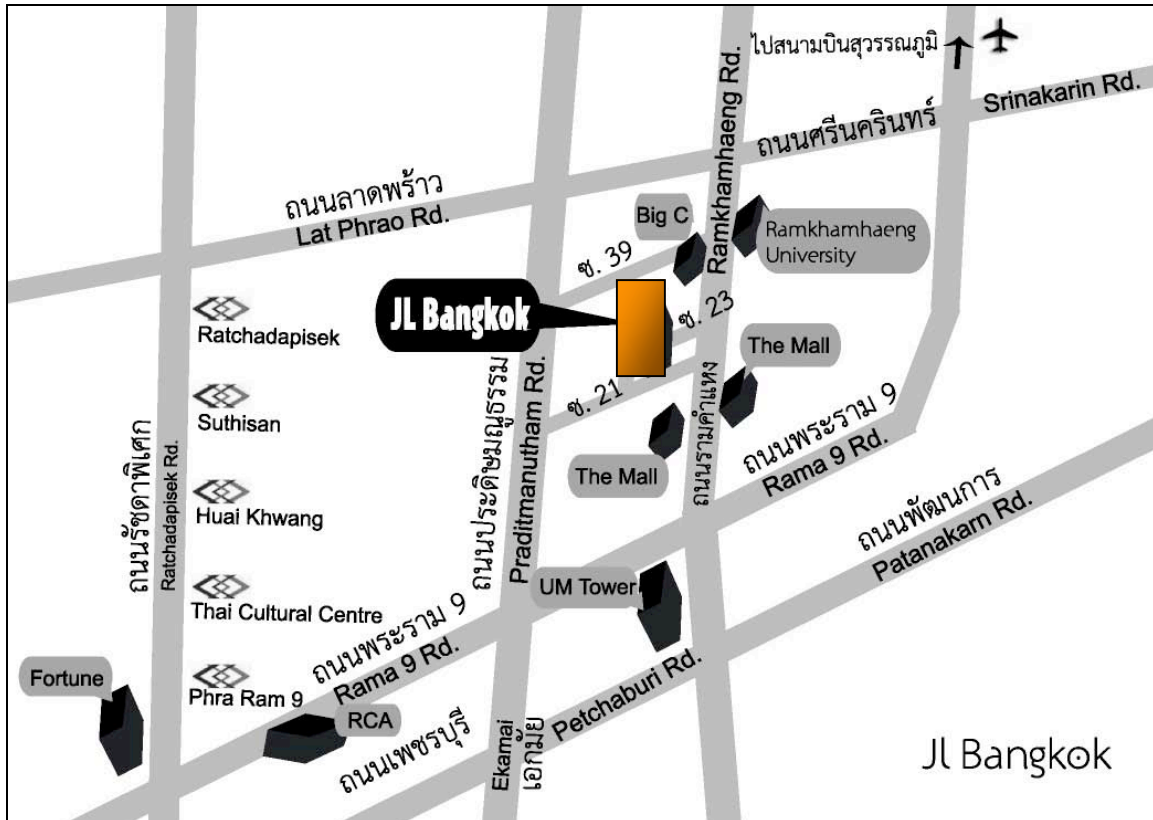 ไปสนามบินสุวรรณภูมิ
Srinakarin Rd.
ถนนศรีนครินทร์
Ramkhamhaeng Rd.
ถนนลาดพร้าว
Lat Phrao Rd.
Big C
Ramkhamhaeng
University
ซ. 39
JL Bangkok
ซ. 23
Ratchadapisek
The Mall
ซ. 21
Suthisan
ถนนรามคำแหง
The Mall
ถนนพระราม 9
Rama 9 Rd.
ถนนรัชดาพิเศก
Ratchadapisek Rd.
Huai Khwang
ถนนประดิษมณูธรรม
Praditmanutham Rd.
ถนนพัฒนการ
Patanakarn Rd.
UM Tower
Thai Cultural Centre
ถนนพระราม 9
Rama 9 Rd.
Fortune
Phra Ram 9
RCA
Petchaburi Rd.
ถนนเพชรบุรี
Ekamai
เอกมัย
Jl Bangkok